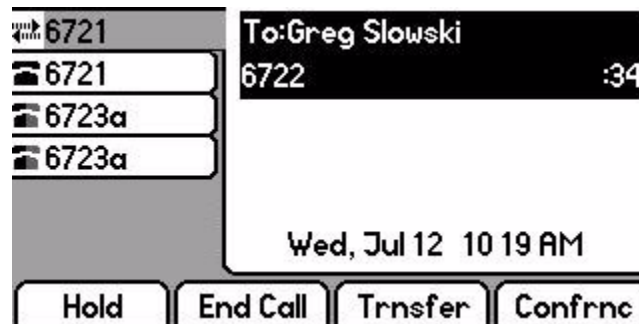 6721
6721
6723a
6723a
To:Greg Slowski
6722 :34
Wed, Jul 12 10 19 AM
Hold End Call Trnsfer Confrnc